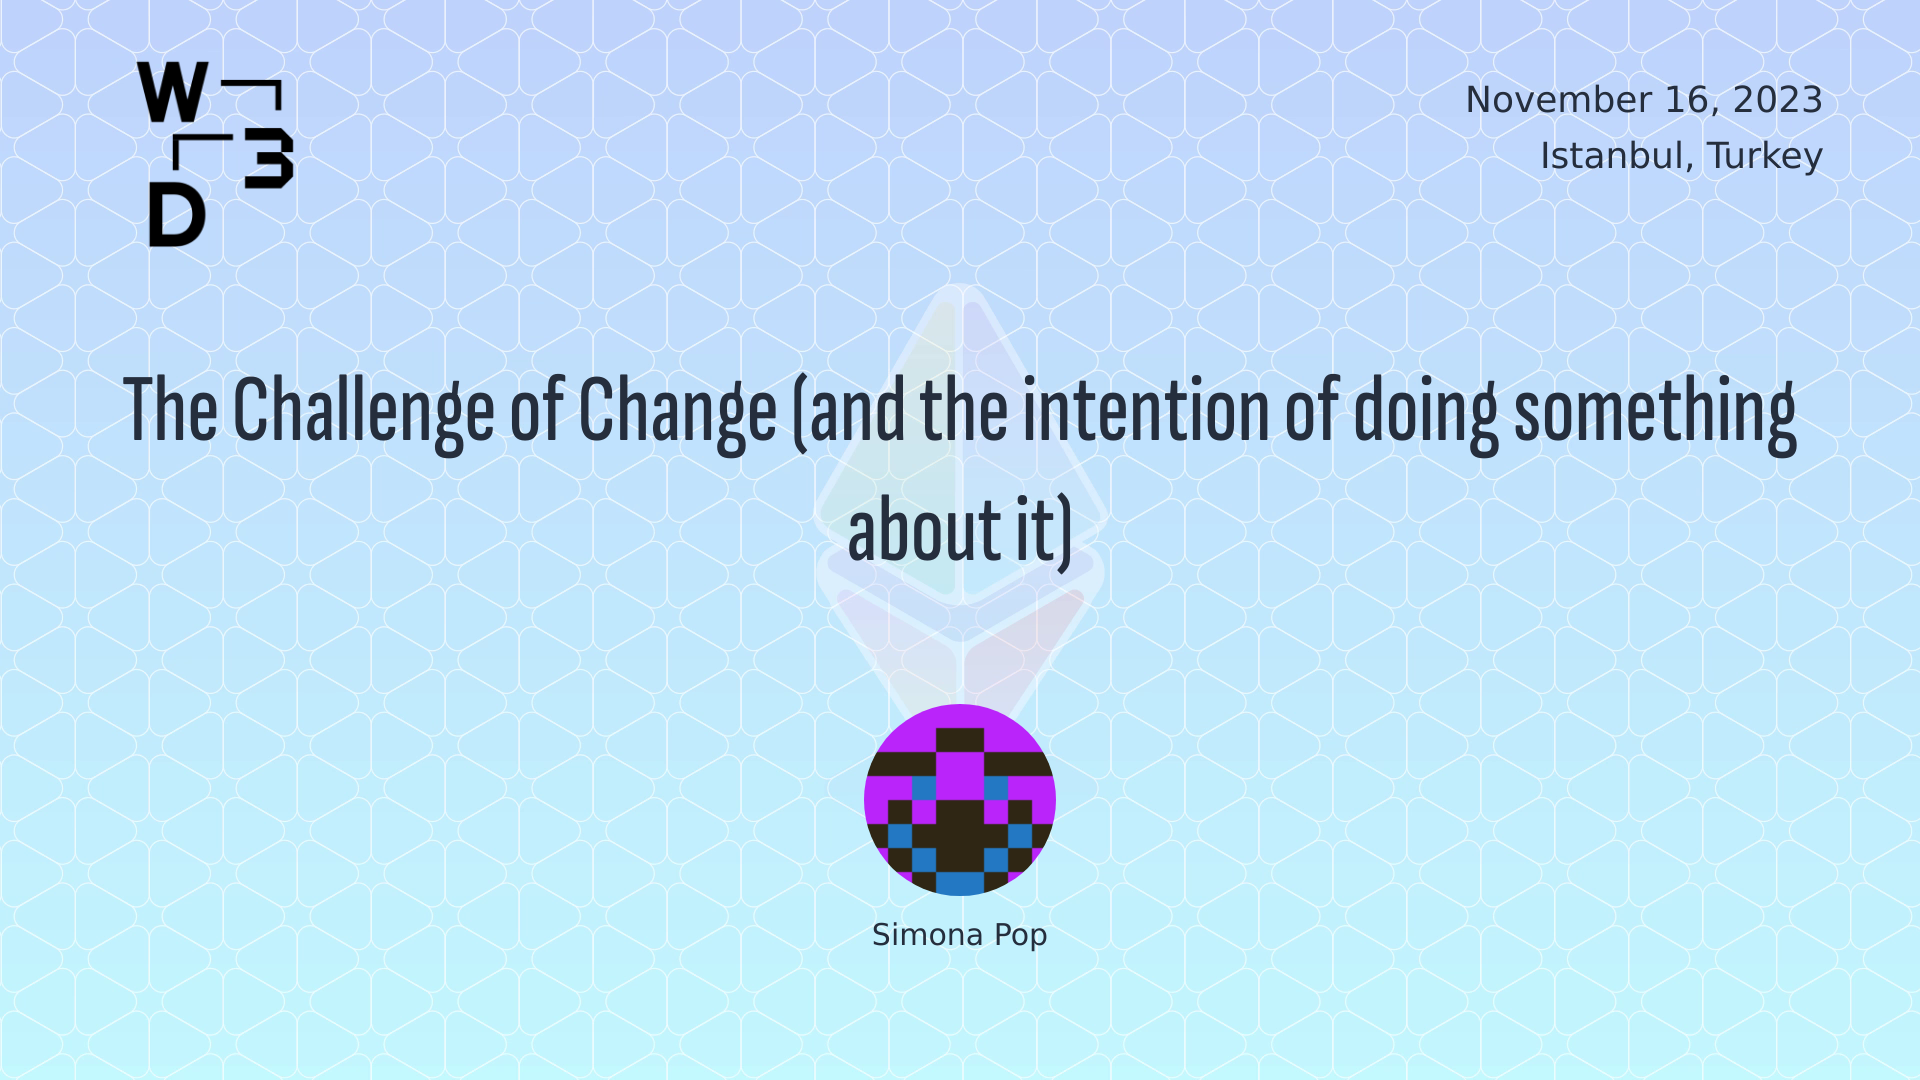 W
3
D
November 16, 2023
Istanbul, Turkey
The Challenge of Change (and the intention of doing something
about it)
Simona Pop